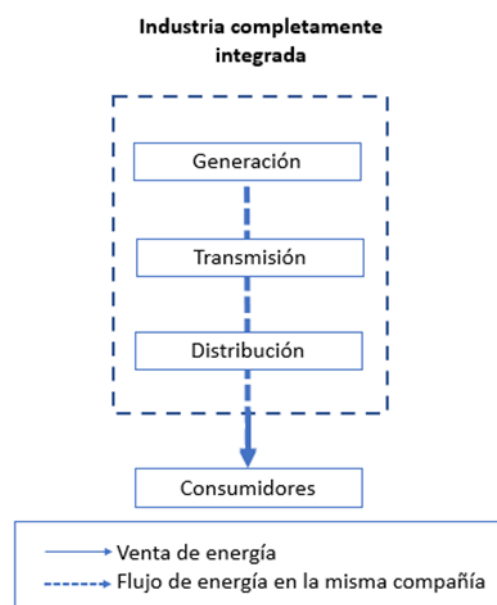 Industria completamente
integrada
Generación
Transmisión
Distribución
Consumidores
Venta de energía
Flujo de energía en la misma compañía